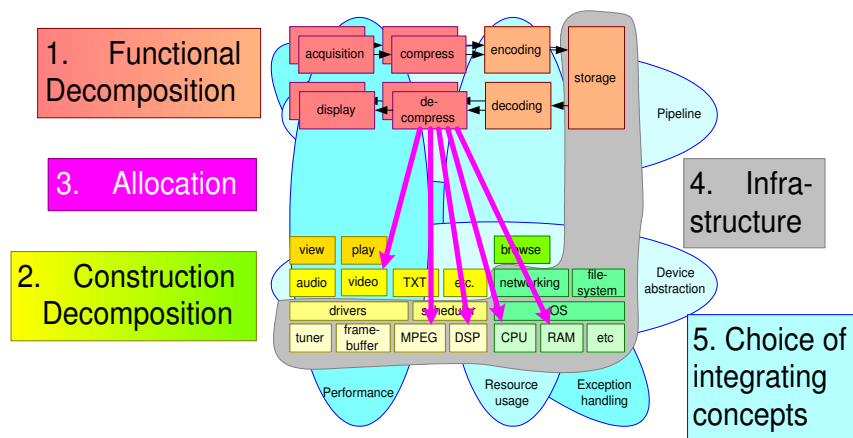 1. Functional
Decomposition
acquisition
compress
encoding
storage
display
de-
compress
decoding
Pipeline
3. Allocation
4. Infra-
structure
view
play
browse
2. Construction
Decomposition
audio
video
TXT
etc.
networking
file-
system
Device
abstraction
drivers
scheduler
OS
tuner
frame-
buffer
MPEG
DSP
CPU
RAM
etc
5. Choice of
integrating
concepts
Performance
Resource
usage
Exception
handling